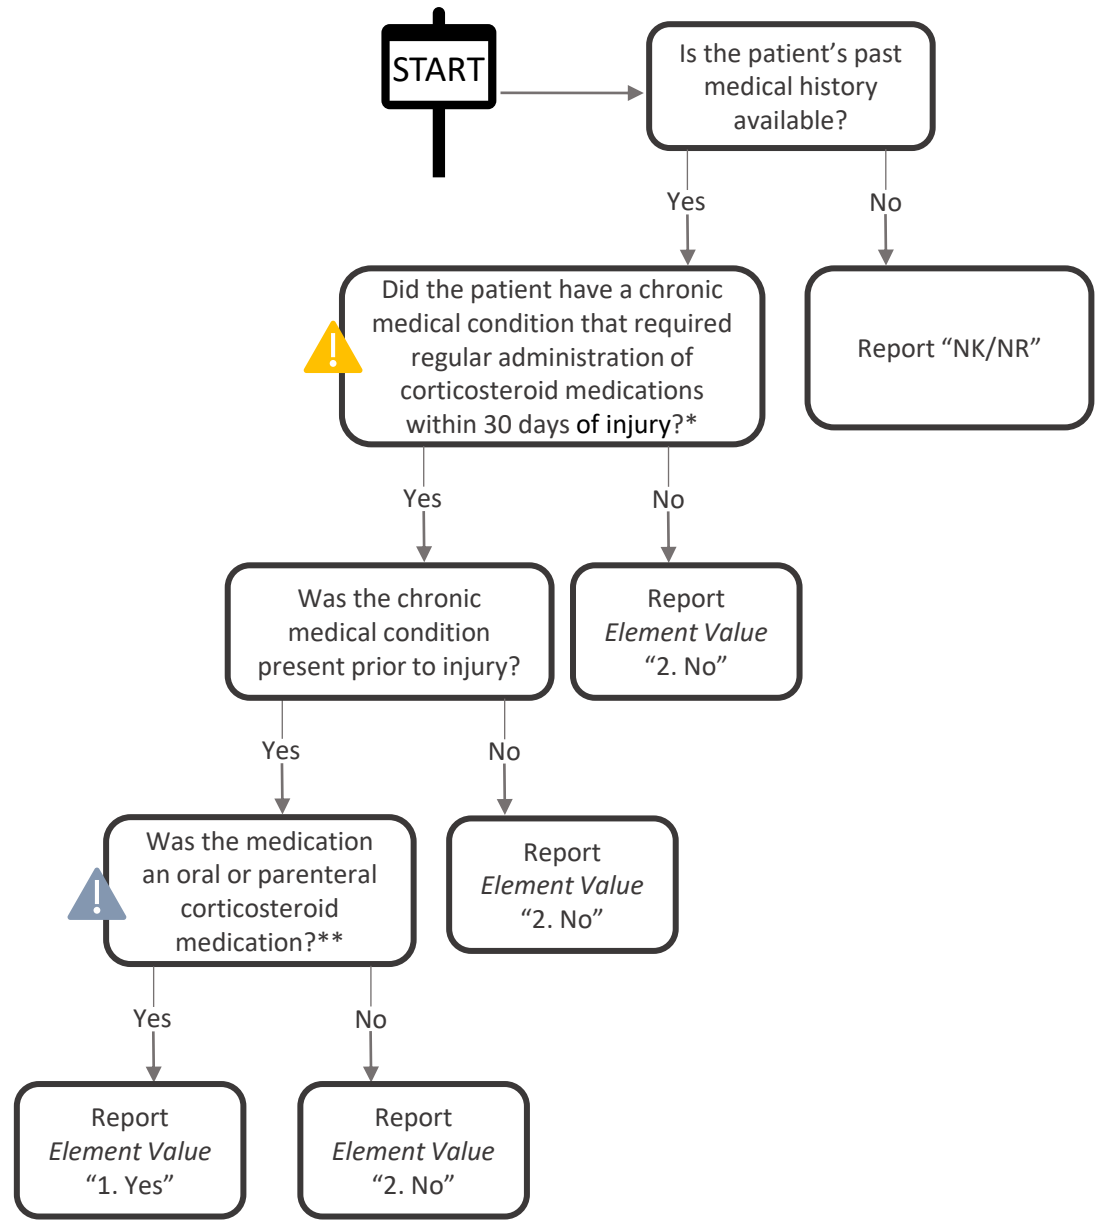 START
Is the patient’s past
medical history
available?
Yes
No
Did the patient have a chronic
medical condition that required
regular administration of
corticosteroid medications
within 30 days of injury?*
Report “NK/NR”
Yes
No
Was the chronic
medical condition
present prior to injury?
Report
Element Value
“2. No”
Yes
No
Was the medication
an oral or parenteral
corticosteroid
medication?**
Report
Element Value
“2. No”
Yes
No
Report
Element Value
“1. Yes”
Report
Element Value
“2. No”